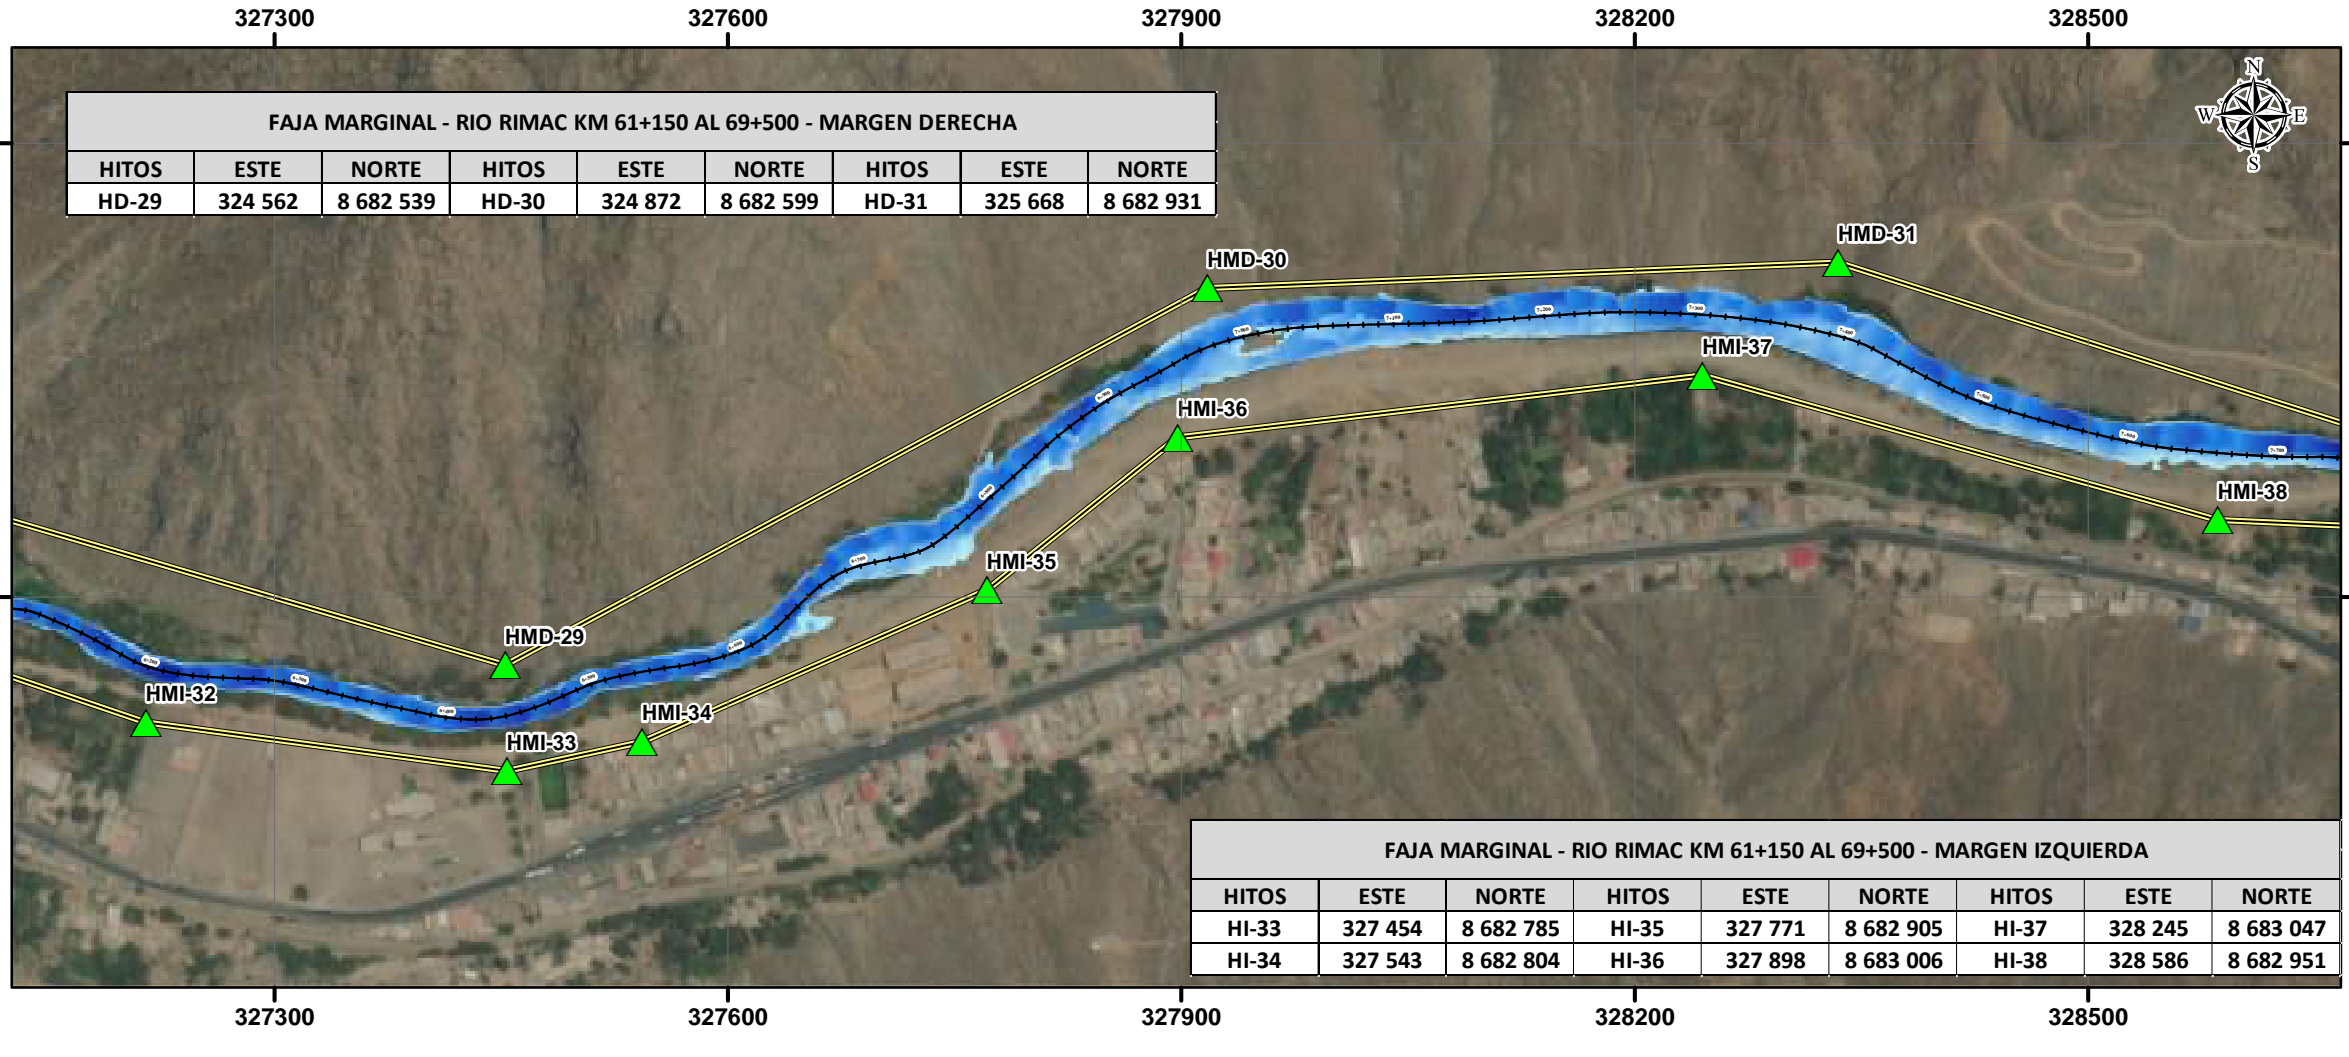 327300 327600 327900 328200 328500
N
W E
S
FAJA MARGINAL - RIO RIMAC KM 61+150 AL 69+500 - MARGEN DERECHA
HITOS ESTE NORTE HITOS ESTE NORTE HITOS ESTE NORTE
HD-29 324 562 8 682 539 HD-30 324 872 8 682 599 HD-31 325 668 8 682 931
HMD-31
HMD-30
HMI-37
HMI-36
HMI-38
HMI-35
HMD-29
HMI-32
HMI-34
HMI-33
FAJA MARGINAL - RIO RIMAC KM 61+150 AL 69+500 - MARGEN IZQUIERDA
HITOS ESTE NORTE HITOS ESTE NORTE HITOS ESTE NORTE
HI-33 327 454 8 682 785 HI-35 327 771 8 682 905 HI-37 328 245 8 683 047
HI-34 327 543 8 682 804 HI-36 327 898 8 683 006 HI-38 328 586 8 682 951
327300 327600 327900 328200 328500